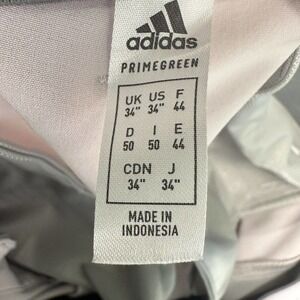 adidas
PRIMEGREEN
UK US F
34" 34" 44
D I E
50 50 44
CDN J
34" 34"
MADE IN
INDONESIA